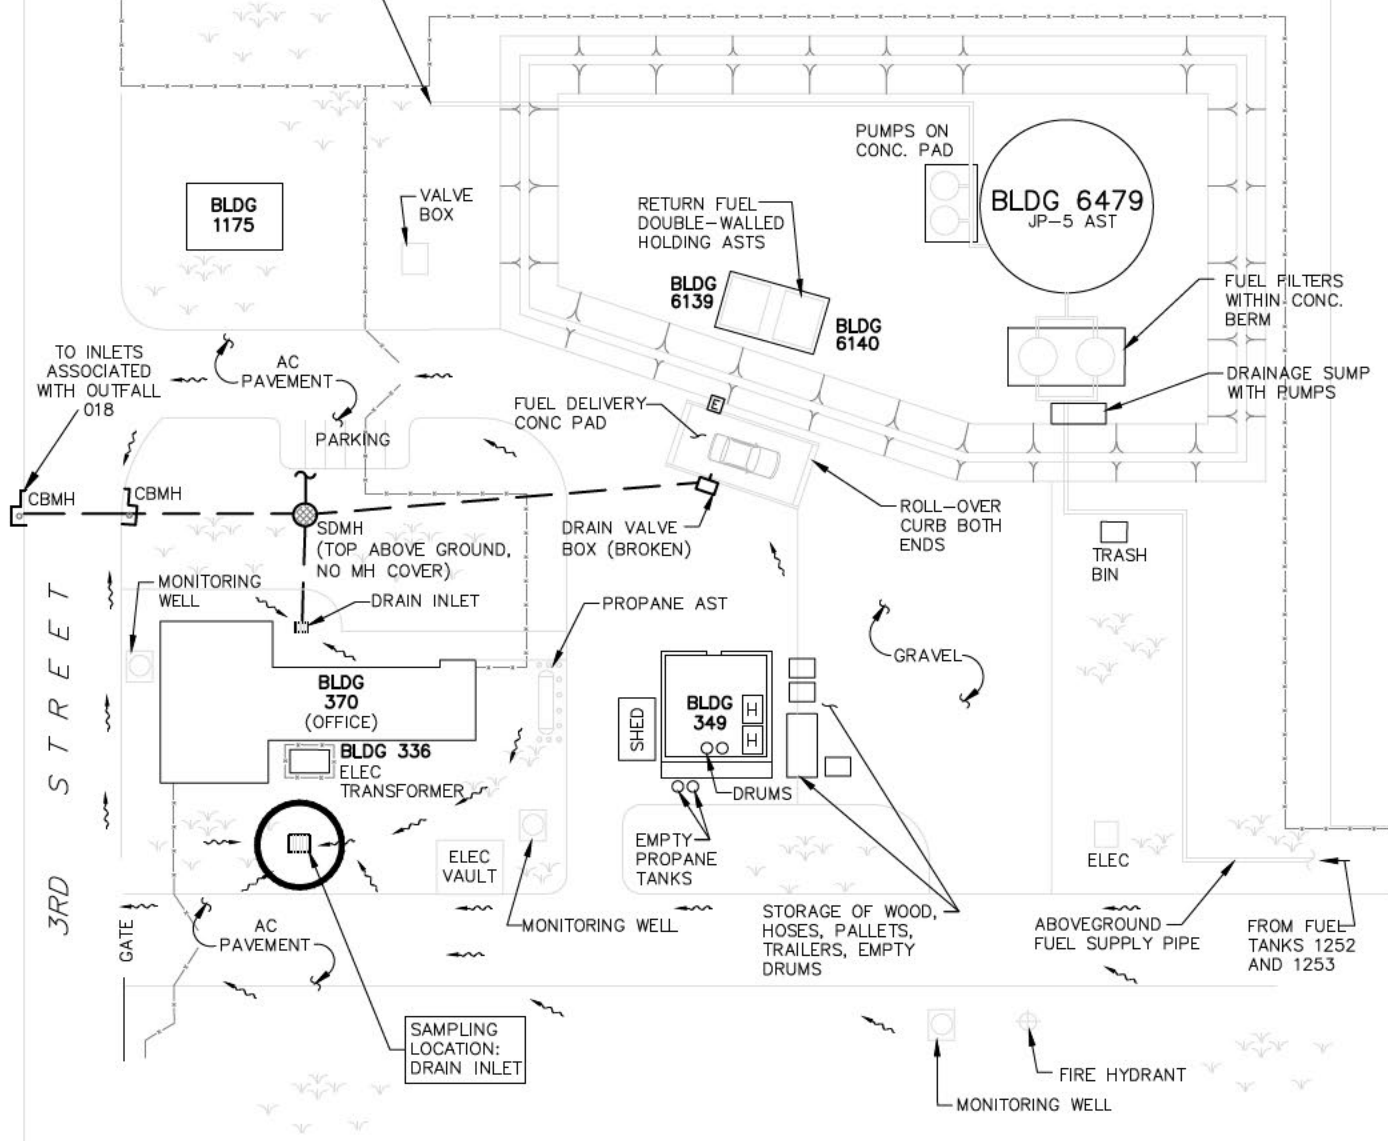 PUMPS ON
CONC. PAD
BLDG 6479
JP-5 AST
BLDG
1175
VALVE
BOX
RETURN FUEL
DOUBLE-WALLED
HOLDING ASTS
BLDG
6139
BLDG
6140
FUEL FILTERS
WITHIN CONC.
BERM
DRAINAGE SUMP
WITH PUMPS
TO INLETS
ASSOCIATED
WITH OUTFALL
018
AC
PAVEMENT
PARKING
FUEL DELIVERY
CONC PAD
E
CBMH
CBMH
SDMH
(TOP ABOVE GROUND,
NO MH COVER)
DRAIN VALVE
BOX (BROKEN)
ROLL-OVER
CURB BOTH
ENDS
TRASH
BIN
MONITORING
WELL
DRAIN INLET
PROPANE AST
GRAVEL
3RD STREET
BLDG
370
(OFFICE)
BLDG 336
ELEC
TRANSFORMER
SHED
BLDG
349
H
H
DRUMS
EMPTY
PROPANE
TANKS
ELEC
VAULT
ELEC
MONITORING WELL
STORAGE OF WOOD,
HOSES, PALLETS,
TRAILERS, EMPTY
DRUMS
ABOVEGROUND
FUEL SUPPLY PIPE
FROM FUEL
TANKS 1252
AND 1253
GATE
AC
PAVEMENT
SAMPLING
LOCATION:
DRAIN INLET
FIRE HYDRANT
MONITORING WELL